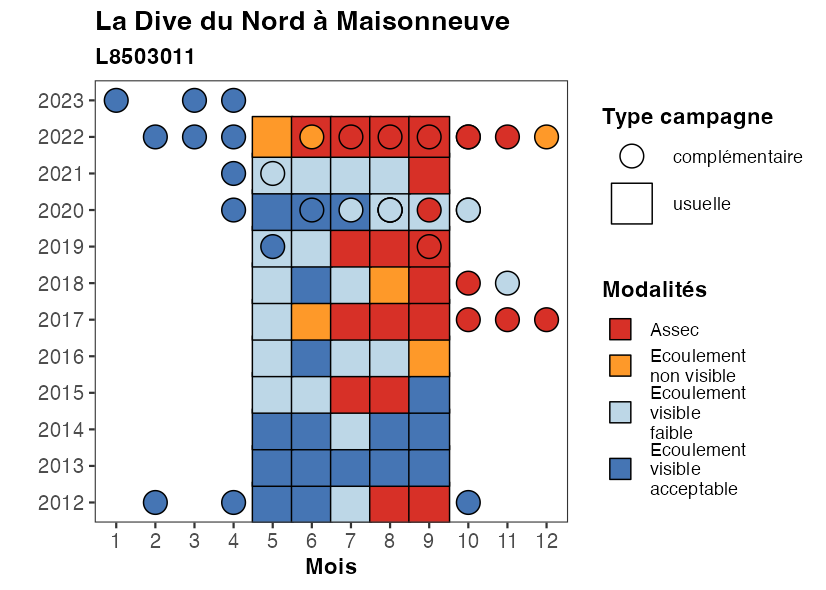 La Dive du Nord à Maisonneuve
L8503011
2023
2022
2021
2020
2019
2018
2017
2016
2015
2014
2013
2012
1 2 3 4 5 6 7 8 9 10 11 12
Mois
Type campagne
complémentaire
usuelle
Modalités
Assec
Ecoulement
non visible
Ecoulement
visible
faible
Ecoulement
visible
acceptable